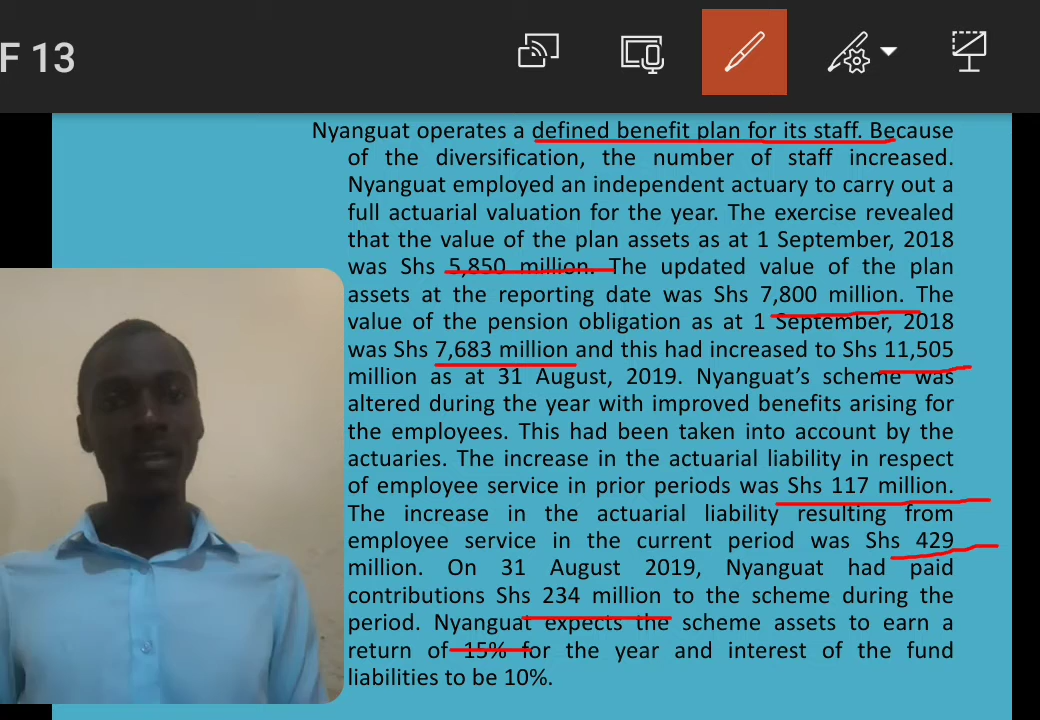 F 13
Nyanguat operates a defined benefit plan for its staff. Because
of the diversification, the number of staff increased.
Nyanguat employed an independent actuary to carry out a
full actuarial valuation for the year. The exercise revealed
that the value of the plan assets as at 1 September, 2018
was Shs 5,850 million. The updated value of the plan
assets at the reporting date was Shs 7,800 million. The
value of the pension obligation as at 1 September, 2018
was Shs 7,683 million and this had increased to Shs 11,505
million as at 31 August, 2019. Nyanguat’s scheme was
altered during the year with improved benefits arising for
the employees. This had been taken into account by the
actuaries. The increase in the actuarial liability in respect
of employee service in prior periods was Shs 117 million.
The increase in the actuarial liability resulting from
employee service in the current period was Shs 429
million. On 31 August 2019, Nyanguat had paid
contributions Shs 234 million to the scheme during the
period. Nyanguat expects the scheme assets to earn a
return of 15% for the year and interest of the fund
liabilities to be 10%.